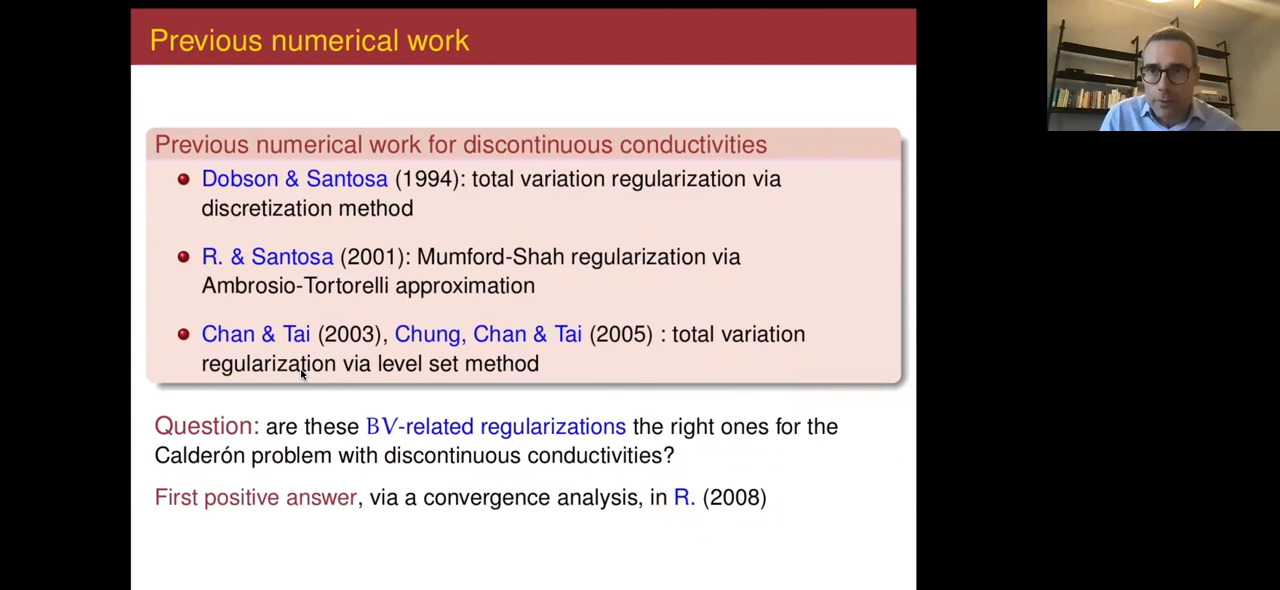 Previous numerical work
Previous numerical work for discontinuous conductivities
Dobson & Santosa (1994): total variation regularization via
discretization method
R. & Santosa (2001): Mumford-Shah regularization via
Ambrosio-Tortorelli approximation
Chan & Tai (2003), Chung, Chan & Tai (2005) : total variation
regularization via level set method
Question: are these BV-related regularizations the right ones for the
Calderón problem with discontinuous conductivities?
First positive answer, via a convergence analysis, in R. (2008)